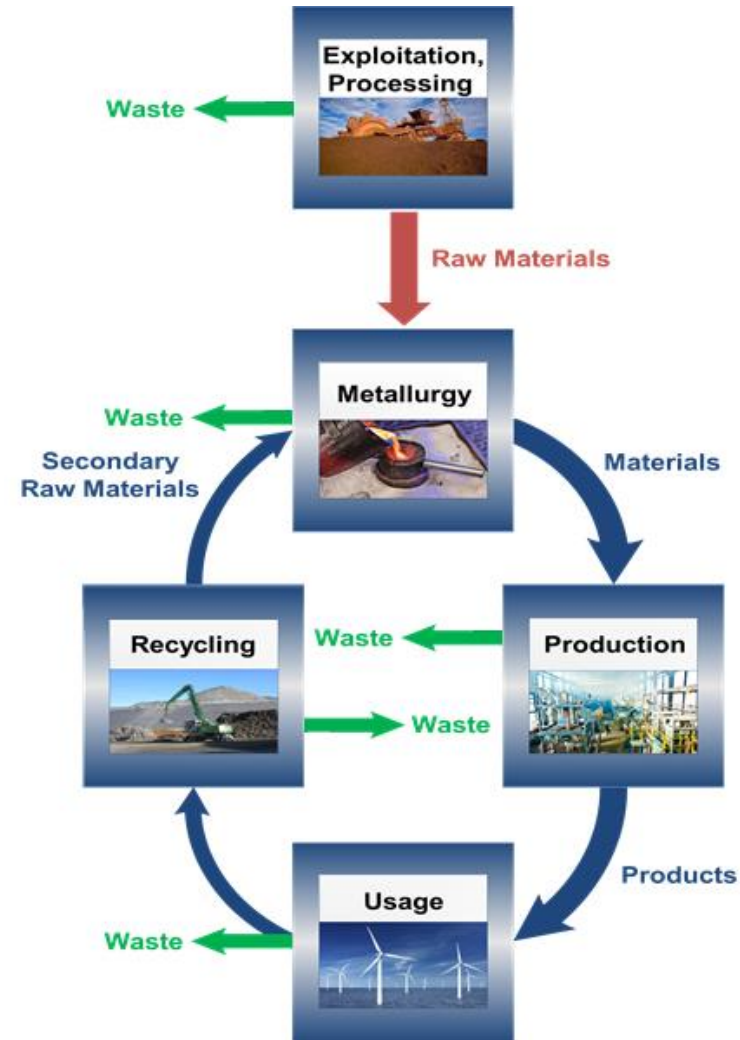 Exploitation,
Processing
Waste
Raw Materials
Metallurgy
Waste
Secondary
Raw Materials
Materials
Recycling
Waste
Production
Waste
Products
Usage
Waste